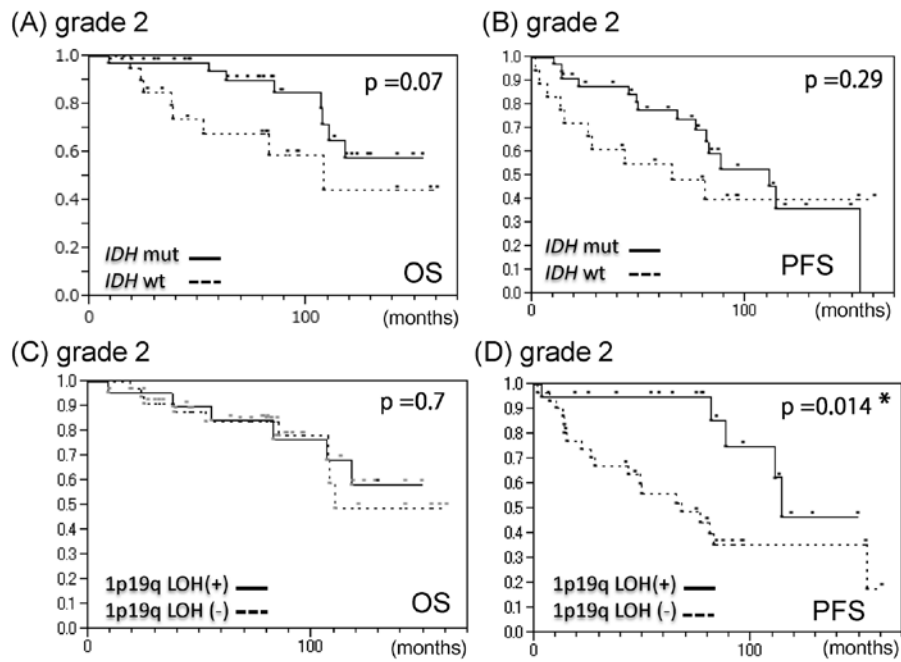 (A) grade 2
1.0
0.9
0.8
0.6
0.4
0.2
0.0
p =0.07
IDH mut
IDH wt
OS
0
100
(months)
(B) grade 2
1.0
0.9
0.8
0.7
0.6
0.5
0.4
0.3
0.2
0.1
0.0
p =0.29
IDH mut
IDH wt
PFS
0
100
(months)
(C) grade 2
1.0
0.9
0.8
0.7
0.6
0.5
0.4
0.3
0.2
0.1
p =0.7
1p19q LOH(+)
1p19q LOH (-)
OS
0
100
(months)
(D) grade 2
1.0
0.9
0.8
0.7
0.6
0.5
0.4
0.3
0.2
0.1
p =0.014 *
1p19q LOH(+)
1p19q LOH (-)
PFS
0
100
(months)